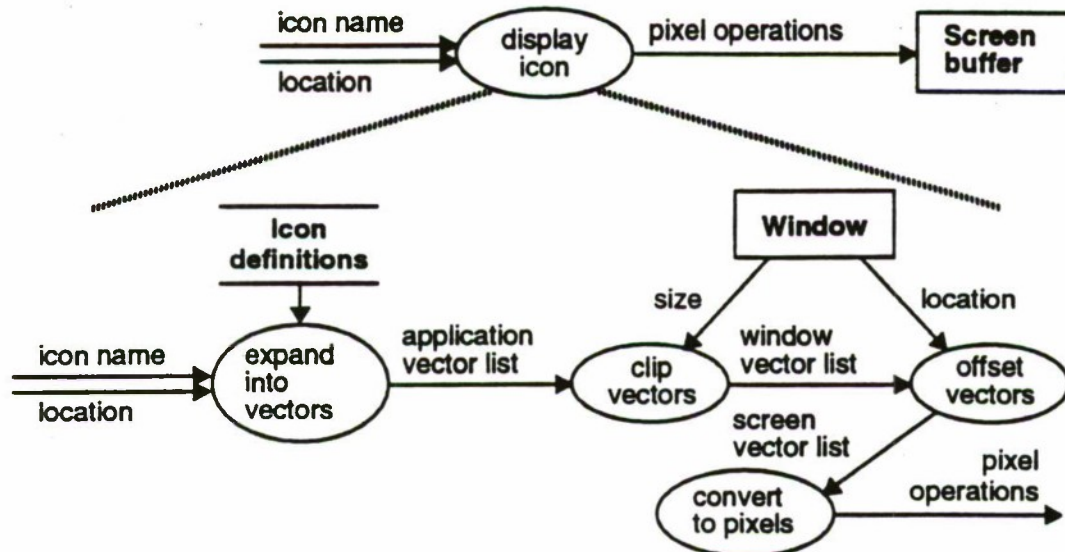 icon name
location
display
icon
pixel operations
Screen
buffer
Icon
definitions
Window
size
location
icon name
location
expand
into
vectors
application
vector list
clip
vectors
window
vector list
offset
vectors
screen
vector list
convert
to pixels
pixel
operations